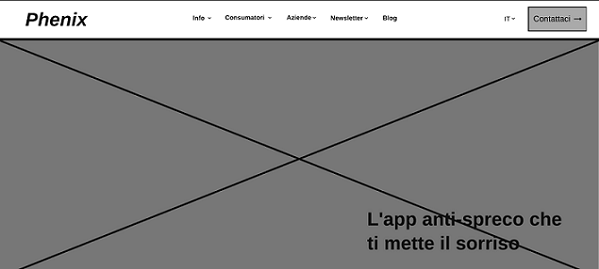 Phenix
Info
Consumatori
Aziende
Newsletter
Blog
IT
Contattaci →
L'app anti-spreco che
ti mette il sorriso